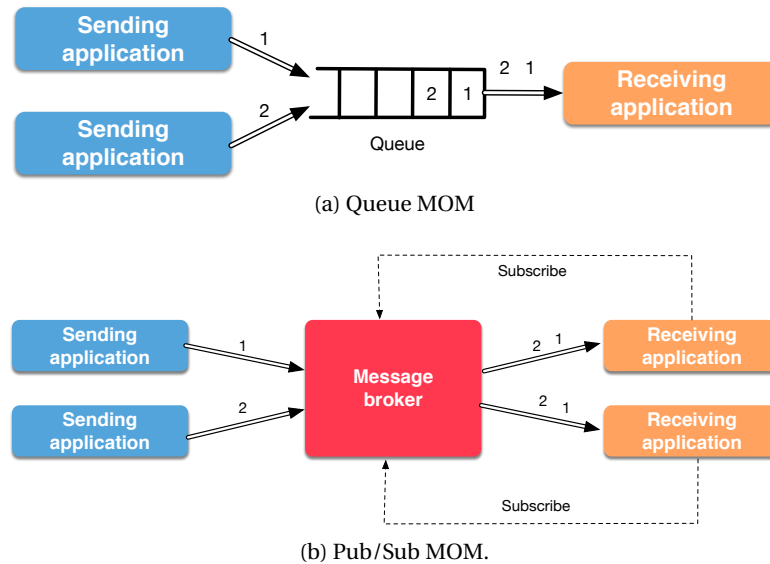 Sending
application
1
2 1
Receiving
application
2 1
2
Sending
application
Queue
(a) Queue MOM
Subscribe
Sending
application
1
2 1
Receiving
application
Message
broker
Sending
application
2
2 1
Receiving
application
Subscribe
(b) Pub/Sub MOM.